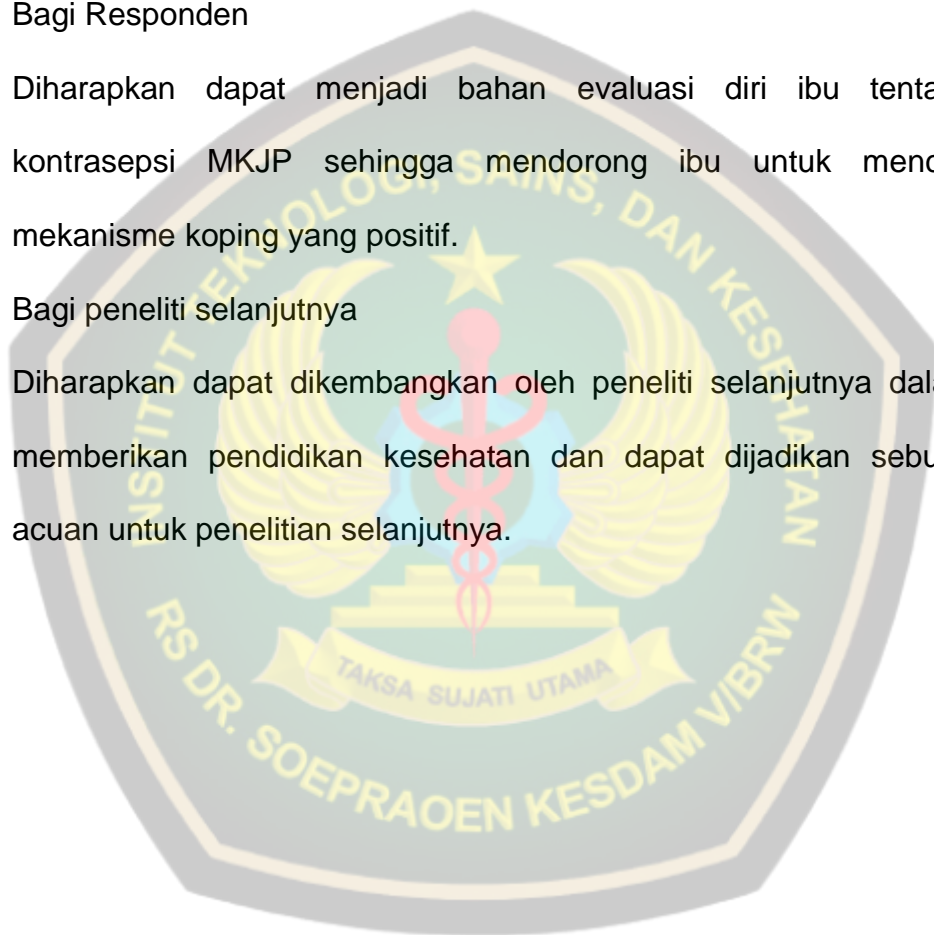 Bagi Responden
Diharapkan dapat menjadi bahan evaluasi diri ibu tenta
kontrasepsi MKJP sehingga mendorong ibu untuk mend
mekanisme koping yang positif.
Bagi peneliti selanjutnya
Diharapkan dapat dikembangkan oleh peneliti selanjutnya dala
memberikan pendidikan kesehatan dan dapat dijadikan sebu
acuan untuk penelitian selanjutnya.
INSTITUT TEKNOLOGI, SAINS, DAN KESEHATAN
TAKSA SUJATI UTAMA
RS DR. SOEPRAOEN KESDAM V/BRW